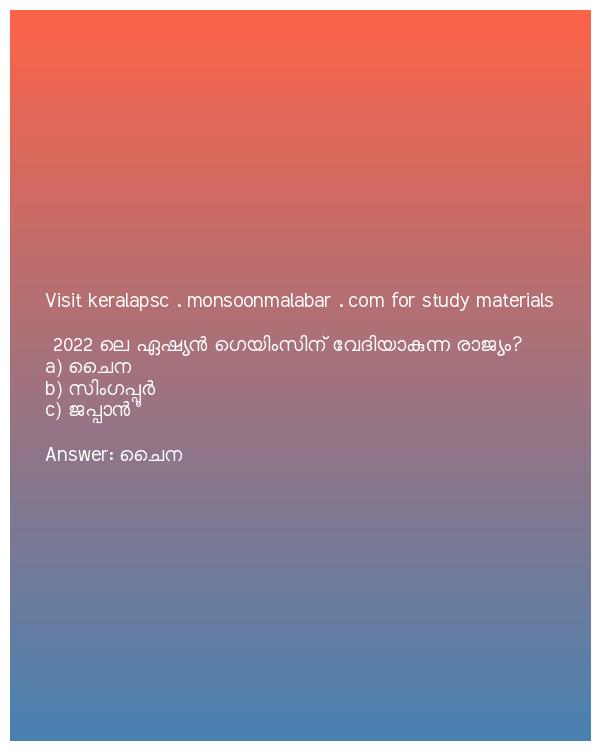 Visit keralapsc . monsoonmalabar . com for study materials
2022 ലെ ഏഷ്യൻ ഗെയിംസിന് വേദിയാകുന്ന രാജ്യം?
a) ചൈന
b) സിംഗപ്പൂർ
c) ജപ്പാൻ
Answer: ചൈന